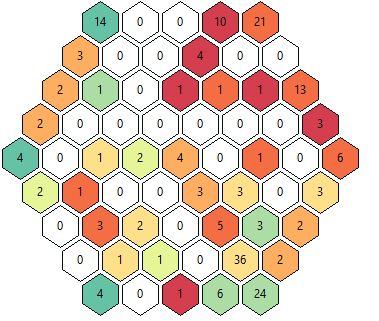 14 0 0 10 21
3 0 0 4 0 0
2 1 0 1 1 1 13
2 0 0 0 0 0 0 3
4 0 1 2 4 0 1 0 6
2 1 0 0 3 3 0 3
0 3 2 0 5 3 2
0 1 1 0 36 2
4 0 1 6 24